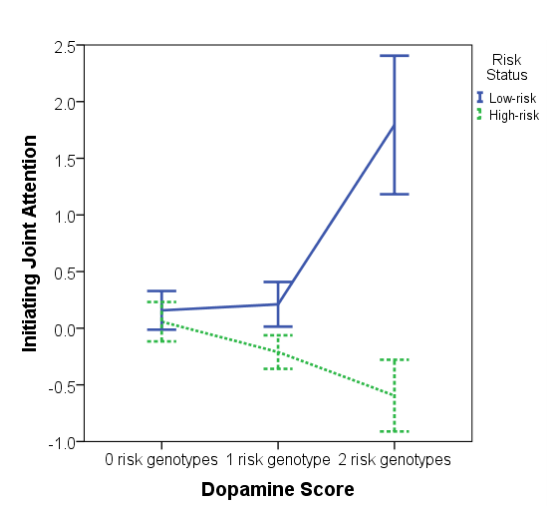 2.5
2.0
1.5
1.0
0.5
0.0
-0.5
-1.0
Initiating Joint Attention
0 risk genotypes 1 risk genotype 2 risk genotypes
Dopamine Score
Risk
Status
Low-risk
High-risk